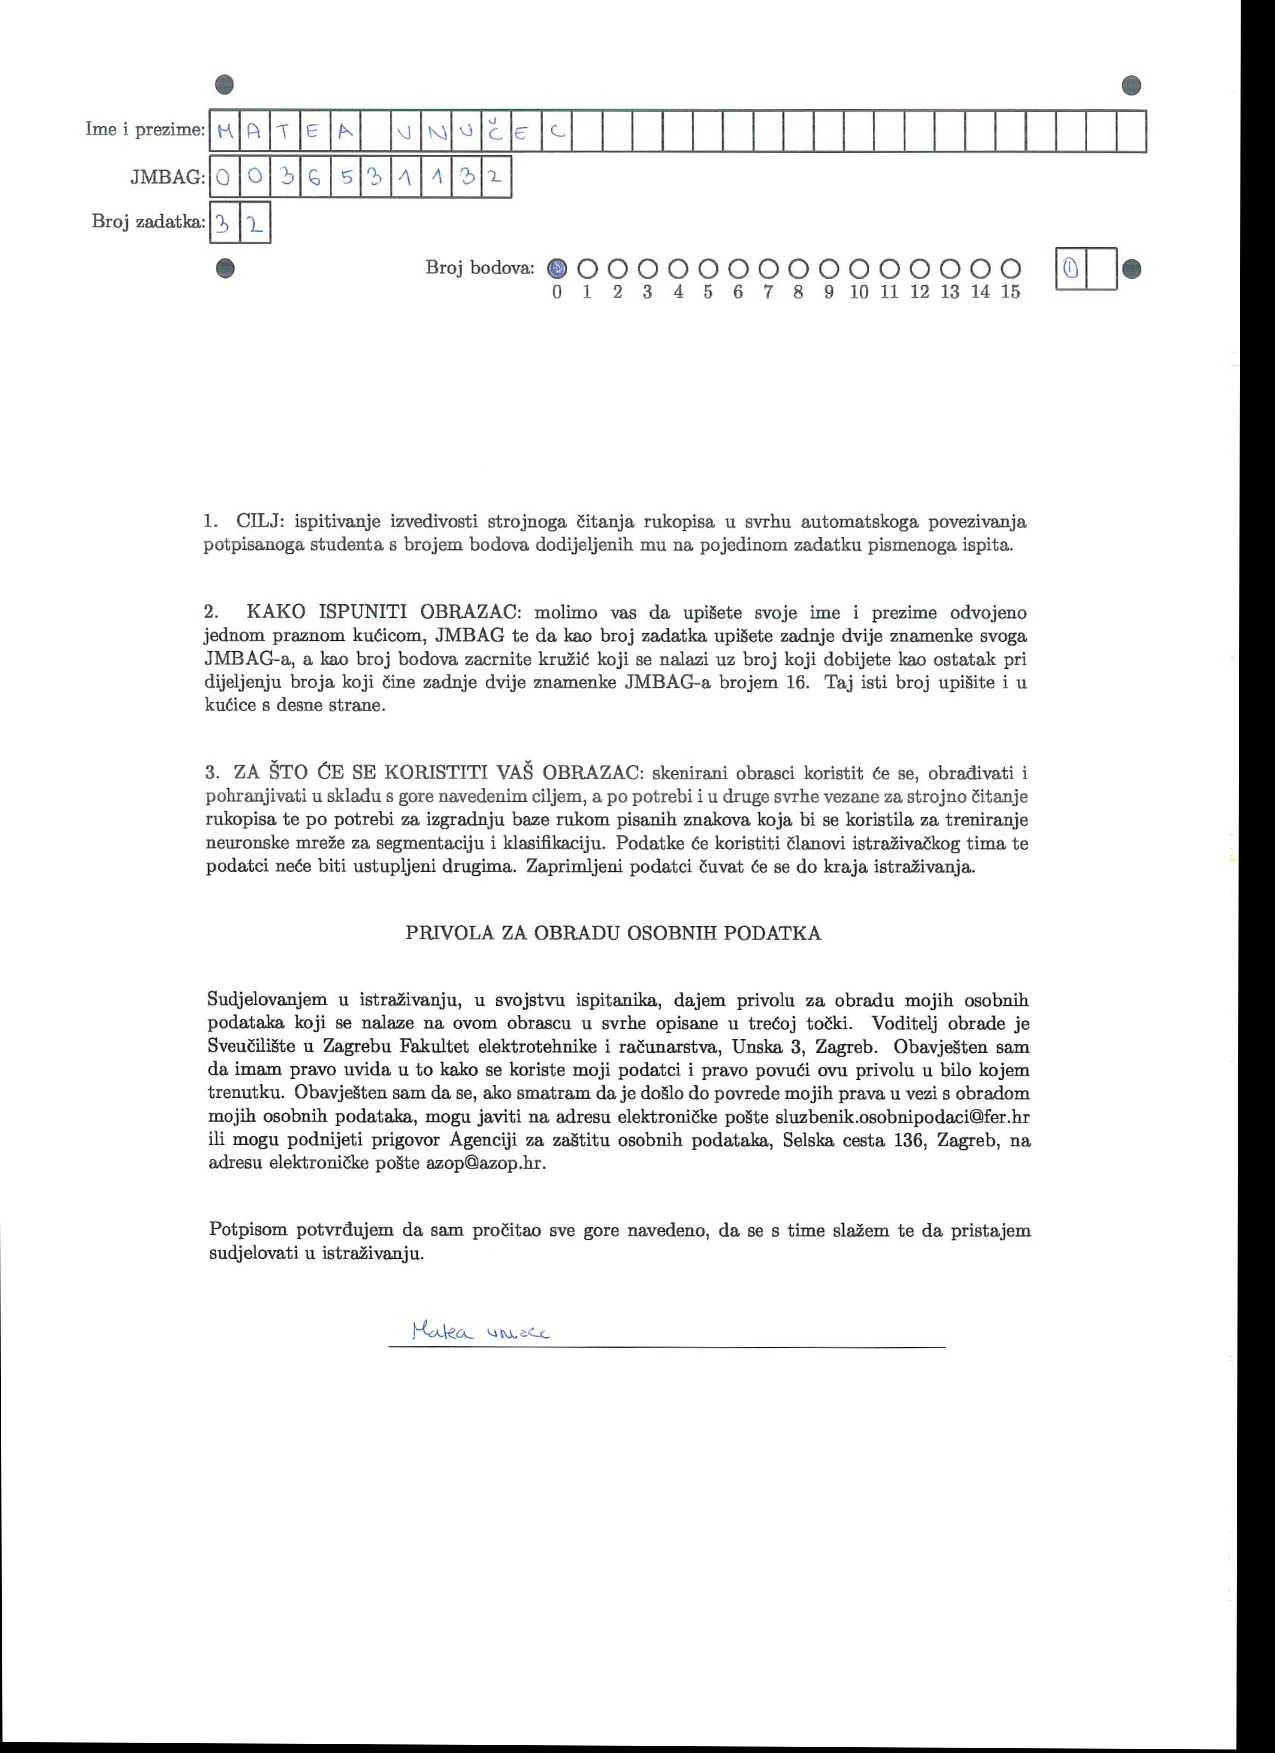 Ime i prezime: MATEA VNUČEC
JMBAG: 0036531132
Broj zadatka: 32
Broj bodova: 0
0 1 2 3 4 5 6 7 8 9 10 11 12 13 14 15
1. CILJ: ispitivanje izvedivosti strojnoga čitanja rukopisa u svrhu automatskoga povezivanja
potpisanoga studenta s brojem bodova dodijeljenih mu na pojedinom zadatku pismenoga ispita.
2. KAKO ISPUNITI OBRAZAC: molimo vas da upišete svoje ime i prezime odvojeno
jednom praznom kućicom, JMBAG te da kao broj zadatka upišete zadnje dvije znamenke svoga
JMBAG-a, a kao broj bodova zacrnite kružić koji se nalazi uz broj koji dobijete kao ostatak pri
dijeljenju broja koji čine zadnje dvije znamenke JMBAG-a brojem 16. Taj isti broj upišite i u
kućice s desne strane.
3. ZA ŠTO ĆE SE KORISTITI VAŠ OBRAZAC: skenirani obrasci koristit će se, obrađivati i
pohranjivati u skladu s gore navedenim ciljem, a po potrebi i u druge svrhe vezane za strojno čitanje
rukopisa te po potrebi za izgradnju baze rukom pisanih znakova koja bi se koristila za treniranje
neuronske mreže za segmentaciju i klasifikaciju. Podatke će koristiti članovi istraživačkog tima te
podatci neće biti ustupljeni drugima. Zaprimljeni podatci čuvat će se do kraja istraživanja.
PRIVOLA ZA OBRADU OSOBNIH PODATKA
Sudjelovanjem u istraživanju, u svojstvu ispitanika, dajem privolu za obradu mojih osobnih
podataka koji se nalaze na ovom obrascu u svrhe opisane u trećoj točki. Voditelj obrade je
Sveučilište u Zagrebu Fakultet elektrotehnike i računarstva, Unska 3, Zagreb. Obavješten sam
da imam pravo uvida u to kako se koriste moji podatci i pravo povući ovu privolu u bilo kojem
trenutku. Obavješten sam da se, ako smatram da je došlo do povrede mojih prava u vezi s obradom
mojih osobnih podataka, mogu javiti na adresu elektroničke pošte sluzbenik.osobnipodaci@fer.hr
ili mogu podnijeti prigovor Agenciji za zaštitu osobnih podataka, Selska cesta 136, Zagreb, na
adresu elektroničke pošte azop@azop.hr.
Potpisom potvrđujem da sam pročitao sve gore navedeno, da se s time slažem te da pristajem
sudjelovati u istraživanju.
Matea